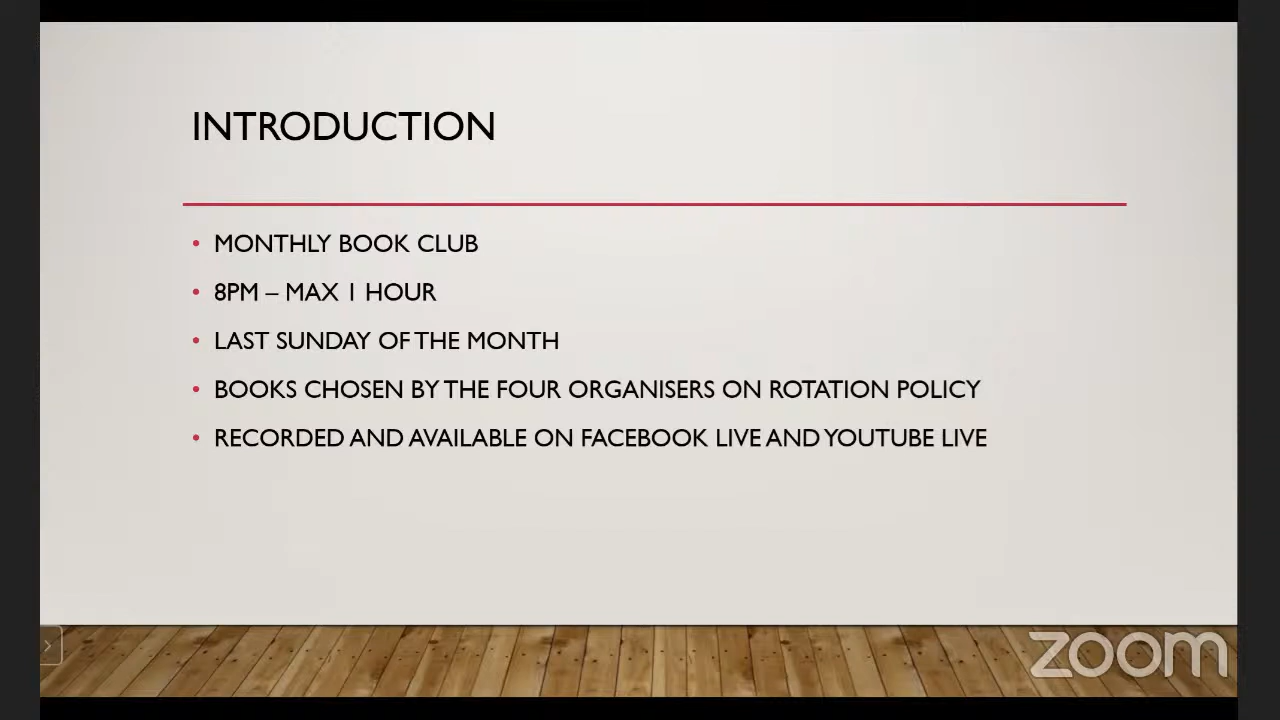 INTRODUCTION
• MONTHLY BOOK CLUB
• 8PM – MAX 1 HOUR
• LAST SUNDAY OF THE MONTH
• BOOKS CHOSEN BY THE FOUR ORGANISERS ON ROTATION POLICY
• RECORDED AND AVAILABLE ON FACEBOOK LIVE AND YOUTUBE LIVE
zoom